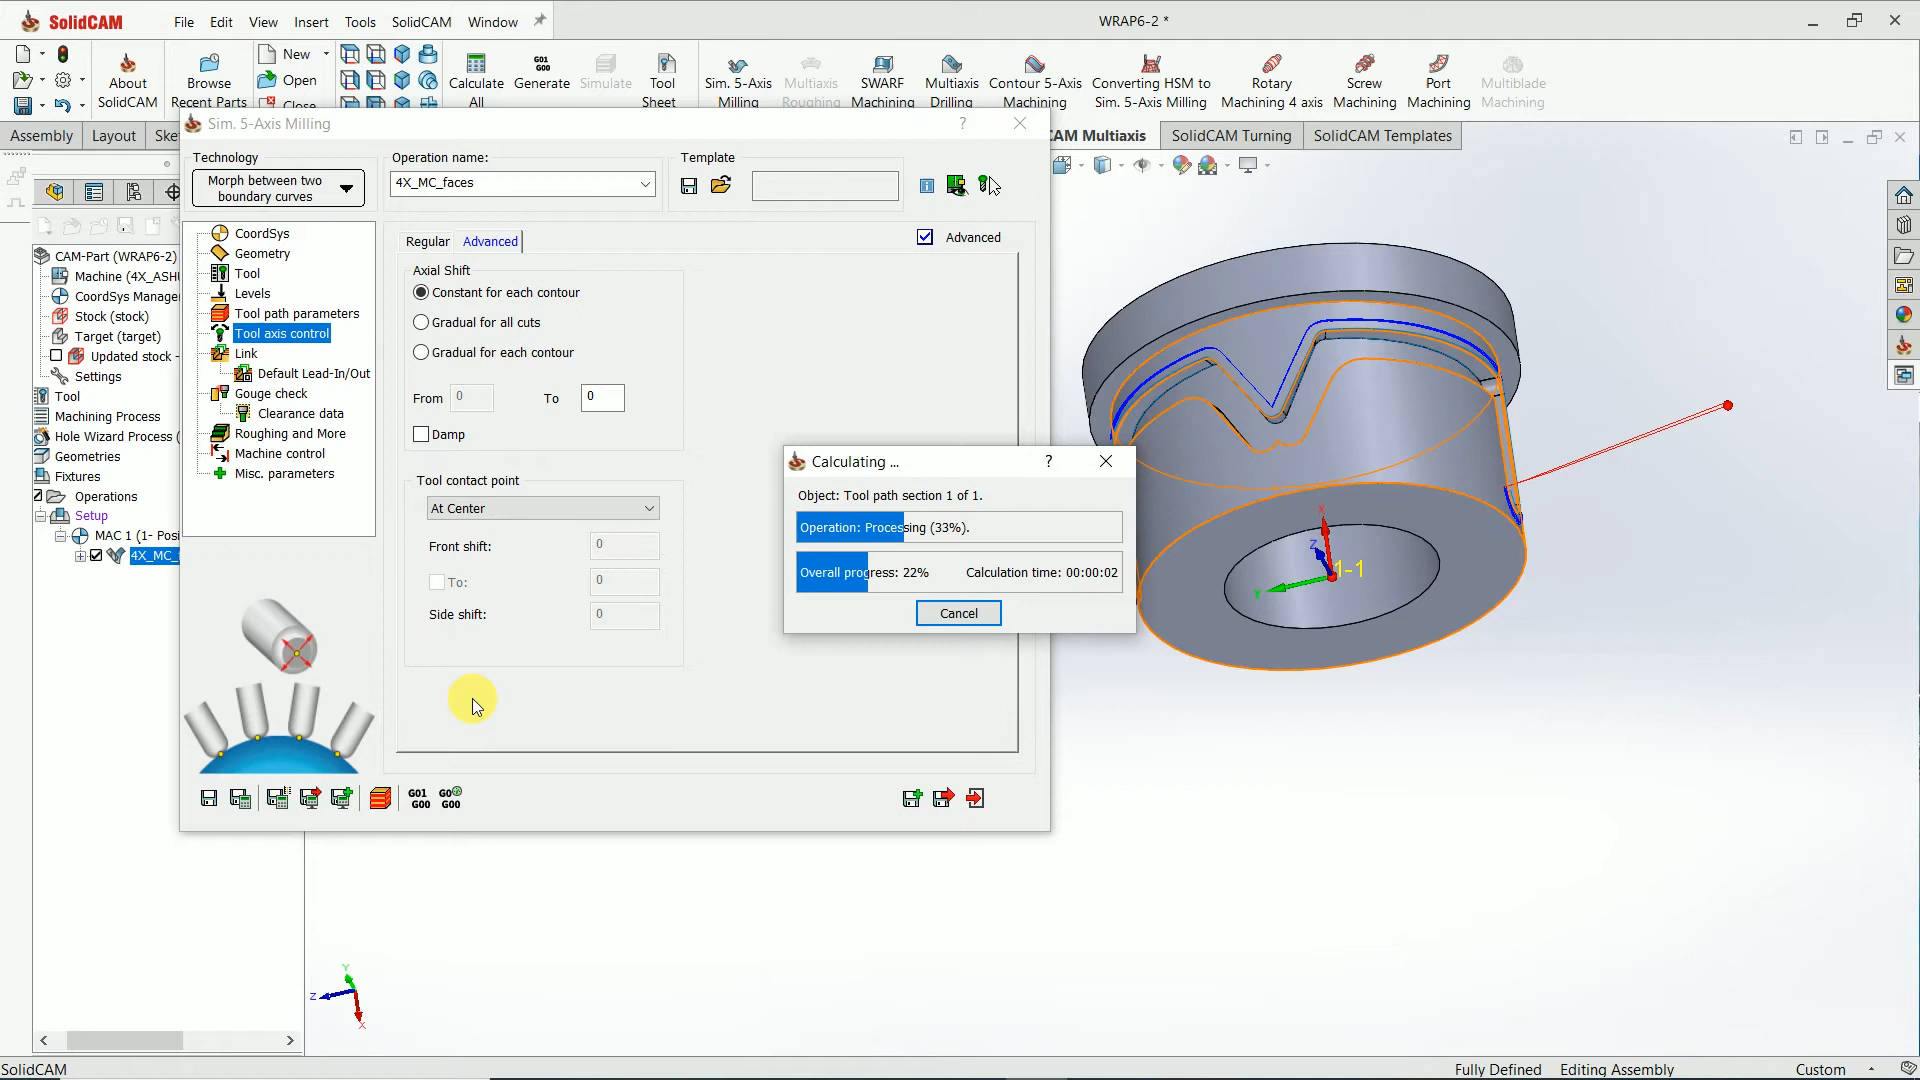 SolidCAM
File Edit View Insert Tools SolidCAM Window
WRAP6-2 *
New
Open
Close
About SolidCAM
Browse Recent Parts
Calculate All
G01 G00 Generate
Simulate
Tool Sheet
Sim. 5-Axis Milling
Multiaxis Roughing
SWARF Machining
Multiaxis Drilling
Contour 5-Axis Machining
Converting HSM to Sim. 5-Axis Milling
Rotary Machining 4 axis
Screw Machining
Port Machining
Multiblade Machining
Assembly Layout Ske
AM Multiaxis SolidCAM Turning SolidCAM Templates
Sim. 5-Axis Milling ?
Technology
Morph between two
boundary curves
Operation name:
4X_MC_faces
Template
CAM-Part (WRAP6-2)
Machine (4X_ASHU
CoordSys Manage
Stock (stock)
Target (target)
Updated stock -
Settings
Tool
Machining Process
Hole Wizard Process (
Geometries
Fixtures
Operations
Setup
MAC 1 (1- Posi
4X_MC_
CoordSys
Geometry
Tool
Levels
Tool path parameters
Tool axis control
Link
Default Lead-In/Out
Gouge check
Clearance data
Roughing and More
Machine control
Misc. parameters
Regular Advanced
Advanced
Axial Shift
Constant for each contour
Gradual for all cuts
Gradual for each contour
From 0 To 0
Damp
Tool contact point
At Center
Front shift: 0
To: 0
Side shift: 0
G01 G00
G0 G00
Calculating ... ?
Object: Tool path section 1 of 1.
Operation: Processing (33%).
Overall progress: 22% Calculation time: 00:00:02
Cancel
X
Z
Y
1-1
Y
Z
X
SolidCAM
Fully Defined Editing Assembly Custom